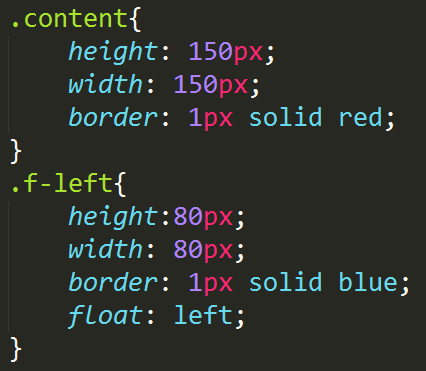 .content{
    height: 150px;
    width: 150px;
    border: 1px solid red;
}
.f-left{
    height:80px;
    width: 80px;
    border: 1px solid blue;
    float: left;
}